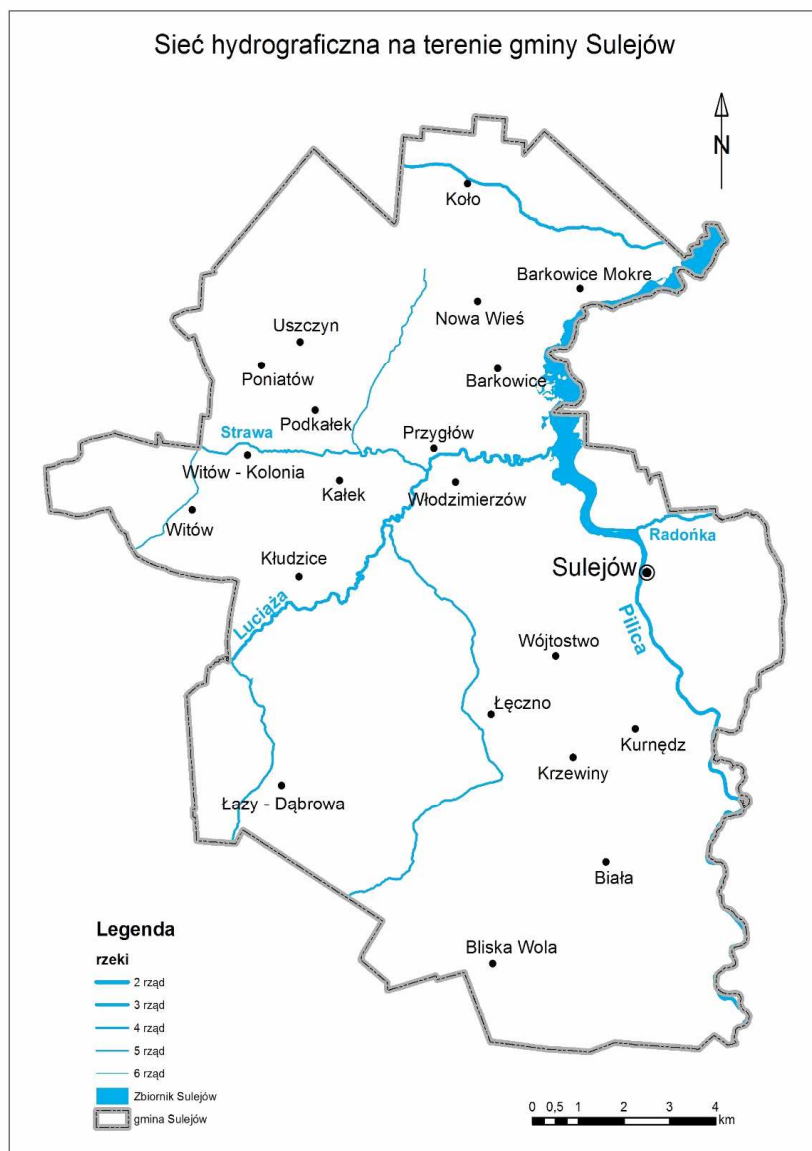 Sieć hydrograficzna na terenie gminy Sulejów
N
Koło
Barkowice Mokre
Nowa Wieś
Uszczyn
Poniatów
Barkowice
Podkałek
Strawa
Przygłów
Witów - Kolonia
Kałek
Włodzimierzów
Witów
Radońka
Sulejów
Kłudzice
Luciąża
Pilica
Wójtostwo
Łęczno
Kurnędz
Krzewiny
Łazy - Dąbrowa
Biała
Bliska Wola
Legenda
rzeki
2 rząd
3 rząd
4 rząd
5 rząd
6 rząd
Zbiornik Sulejów
gmina Sulejów
0 0,5 1 2 3 4
km